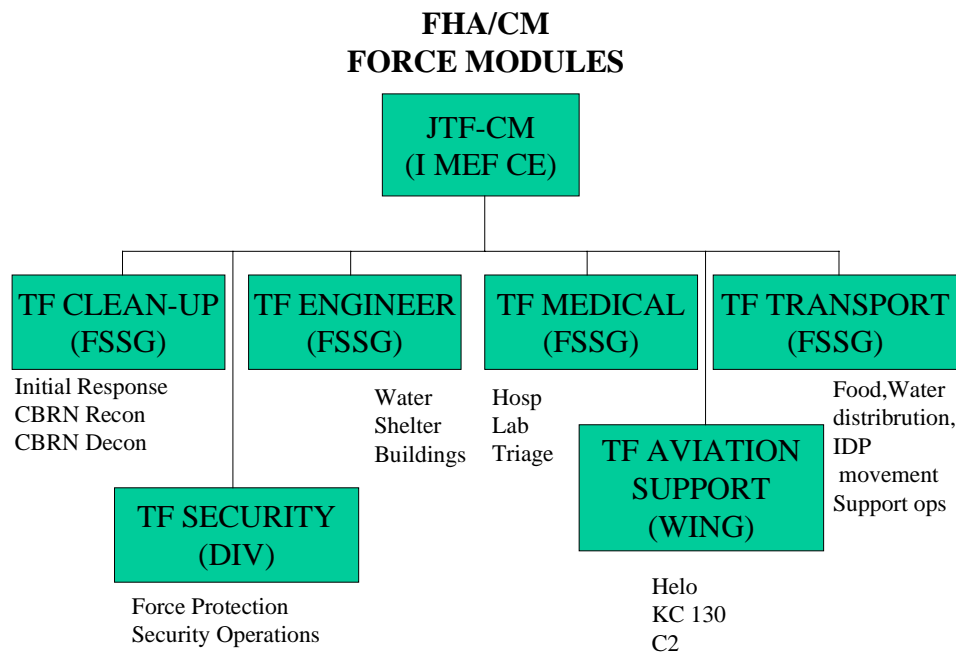 FHA/CM
FORCE MODULES
JTF-CM
(I MEF CE)
TF CLEAN-UP
(FSSG)
Initial Response
CBRN Recon
CBRN Decon
TF ENGINEER
(FSSG)
Water
Shelter
Buildings
TF MEDICAL
(FSSG)
Hosp
Lab
Triage
TF TRANSPORT
(FSSG)
Food,Water
distribrution,
IDP
movement
Support ops
TF SECURITY
(DIV)
Force Protection
Security Operations
TF AVIATION
SUPPORT
(WING)
Helo
KC 130
C2